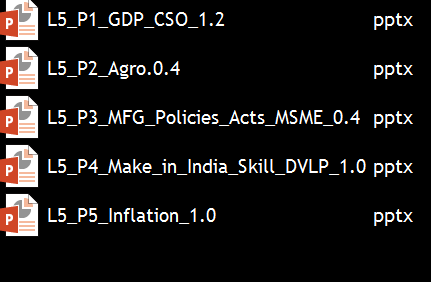 L5_P1_GDP_CSO_1.2 pptx
L5_P2_Agro.0.4 pptx
L5_P3_MFG_Policies_Acts_MSME_0.4 pptx
L5_P4_Make_in_India_Skill_DVLP_1.0 pptx
L5_P5_Inflation_1.0 pptx